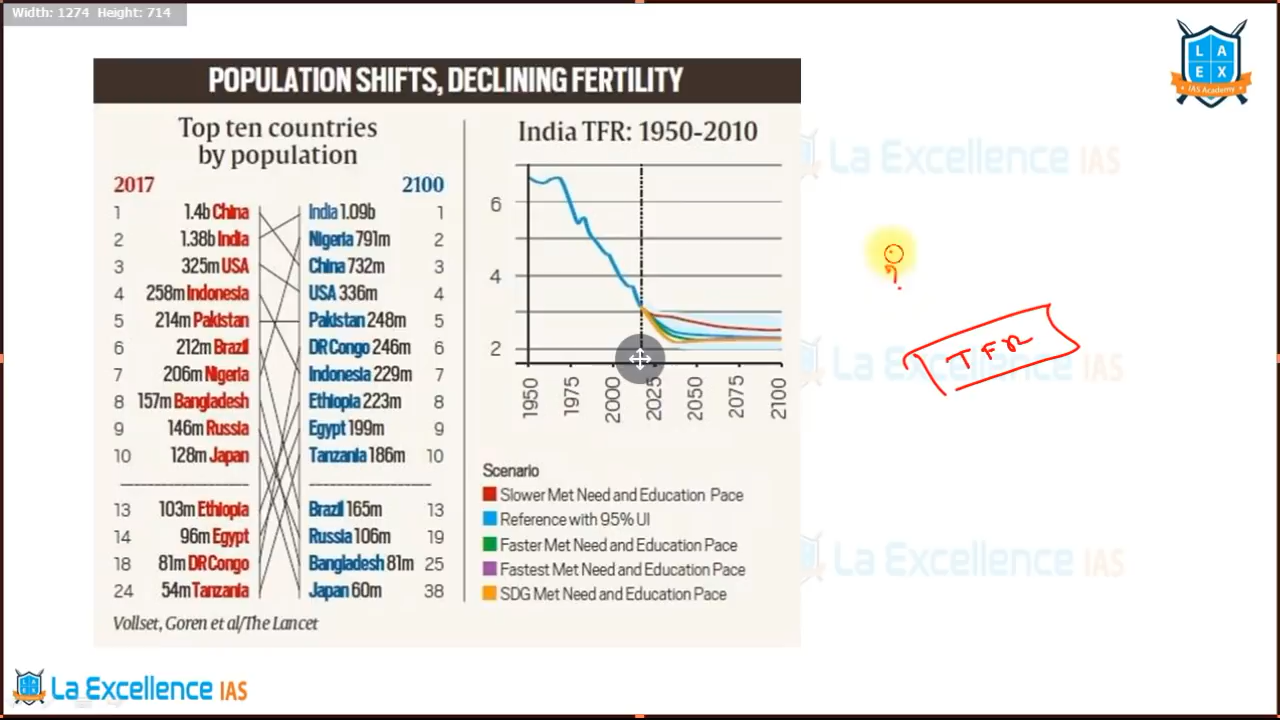 Width: 1274 Height: 714
L A
E X
IAS Academy
POPULATION SHIFTS, DECLINING FERTILITY
Top ten countries
by population
2017 2100
1 1.4b China India 1.09b 1
2 1.38b India Nigeria 791m 2
3 325m USA China 732m 3
4 258m Indonesia USA 336m 4
5 214m Pakistan Pakistan 248m 5
6 212m Brazil DR Congo 246m 6
7 206m Nigeria Indonesia 229m 7
8 157m Bangladesh Ethiopia 223m 8
9 146m Russia Egypt 199m 9
10 128m Japan Tanzania 186m 10
13 103m Ethiopia Brazil 165m 13
14 96m Egypt Russia 106m 19
18 81m DR Congo Bangladesh 81m 25
24 54m Tanzania Japan 60m 38
Vollset, Goren et al/The Lancet
India TFR: 1950-2010
6
4
2
1950 1975 2000 2025 2050 2075 2100
Scenario
Slower Met Need and Education Pace
Reference with 95% UI
Faster Met Need and Education Pace
Fastest Met Need and Education Pace
SDG Met Need and Education Pace
La Excellence IAS
?
TFR
La Excellence IAS
La Excellence IAS
La Excellence IAS